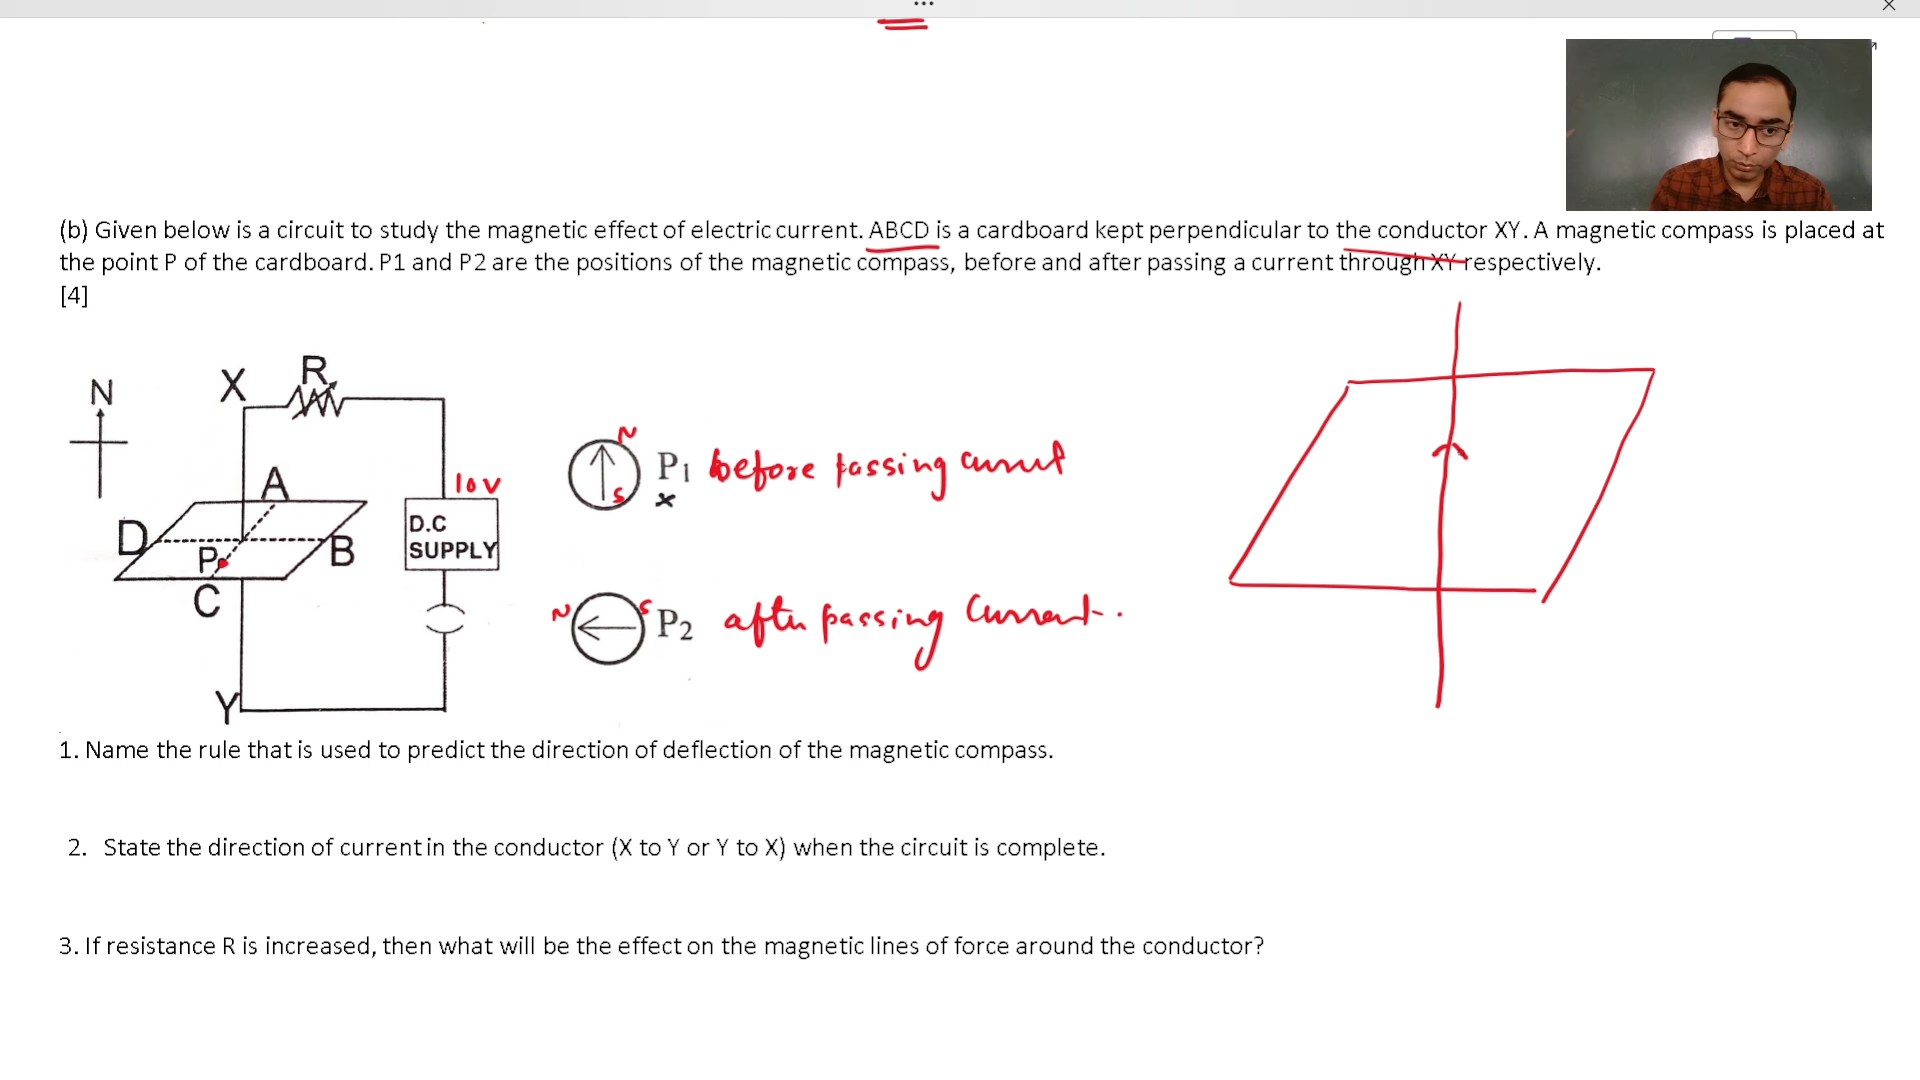 (b) Given below is a circuit to study the magnetic effect of electric current. ABCD is a cardboard kept perpendicular to the conductor XY. A magnetic compass is placed at
the point P of the cardboard. P1 and P2 are the positions of the magnetic compass, before and after passing a current through XY respectively.
[4]
N
X
R
A
D
B
P
C
Y
10V
D.C
SUPPLY
N
S
P1 before passing current
x
N
S
P2 after passing current.
1. Name the rule that is used to predict the direction of deflection of the magnetic compass.
2. State the direction of current in the conductor (X to Y or Y to X) when the circuit is complete.
3. If resistance R is increased, then what will be the effect on the magnetic lines of force around the conductor?